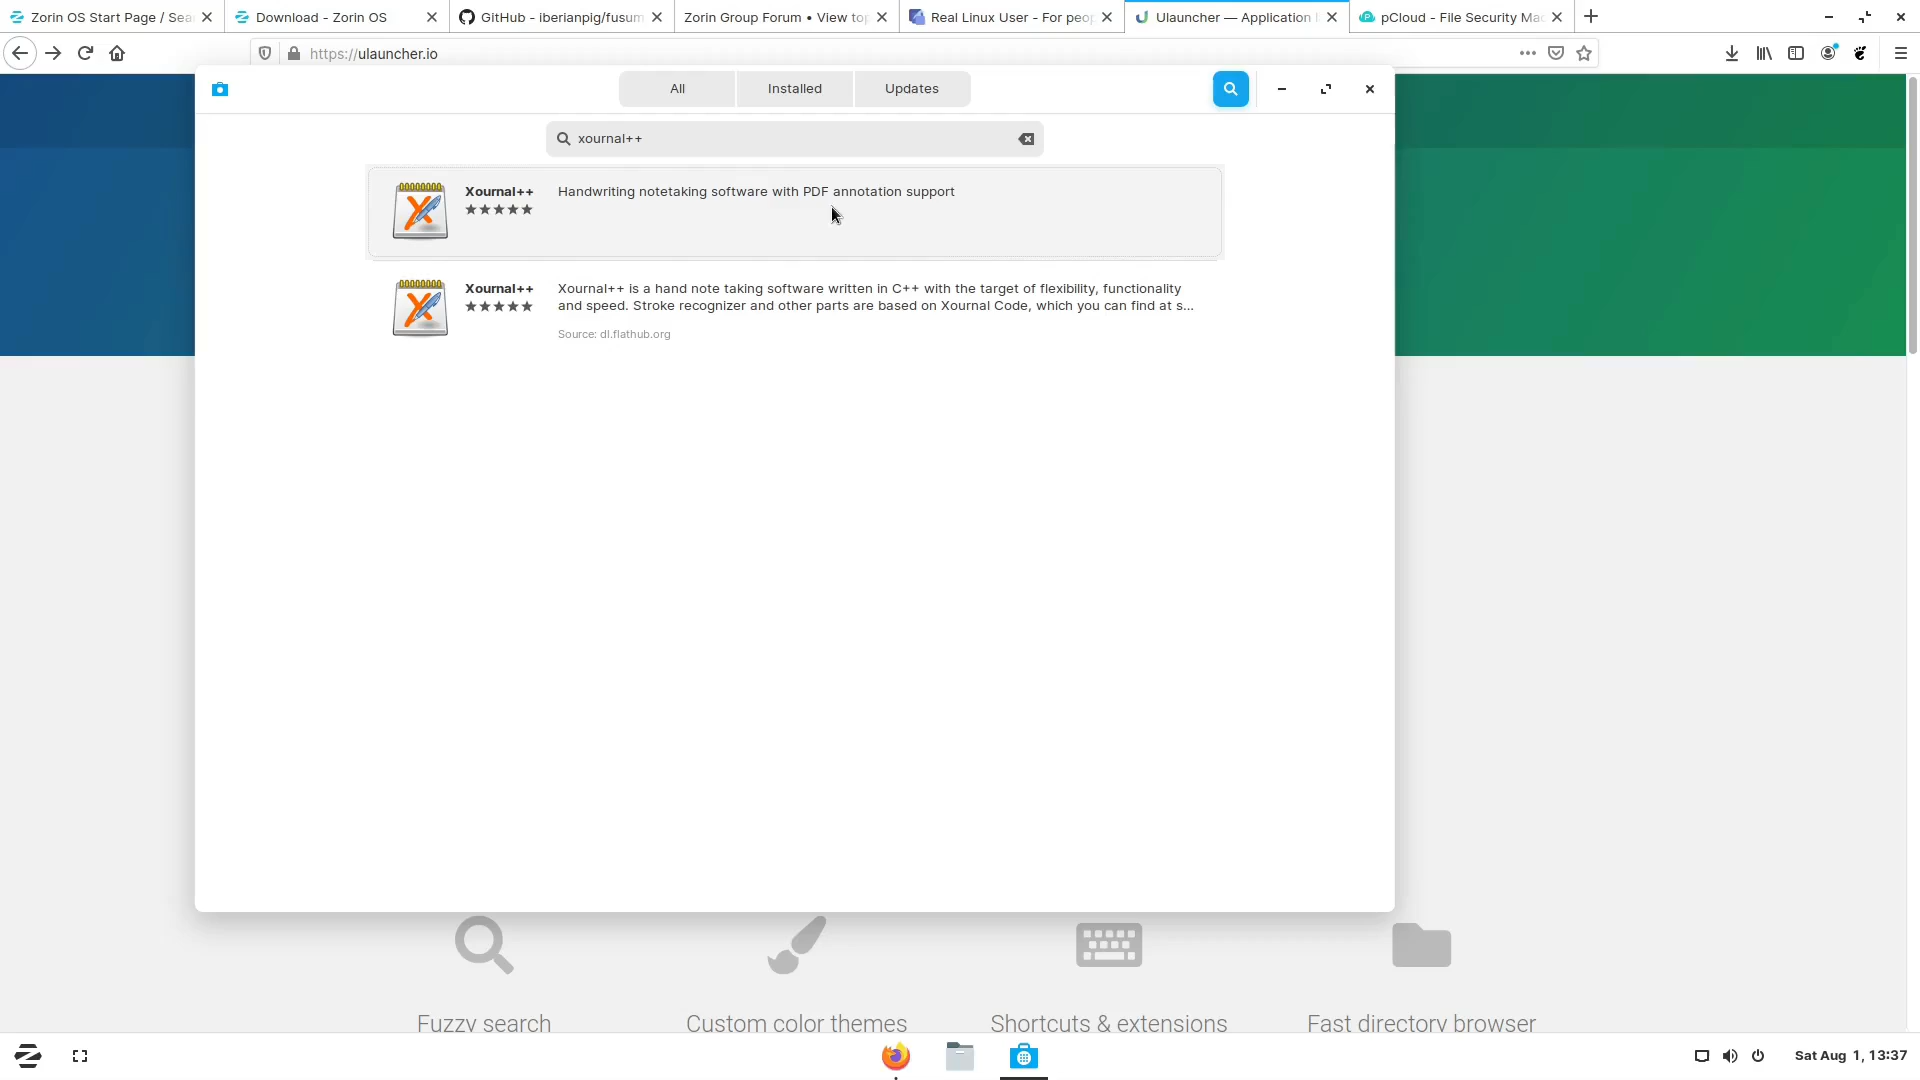 Zorin OS Start Page / Sea
Download - Zorin OS
GitHub - iberianpig/fusum
Zorin Group Forum • View top
Real Linux User - For peop
Ulauncher — Application l
pCloud - File Security Mad
https://ulauncher.io
All
Installed
Updates
xournal++
Xournal++
Handwriting notetaking software with PDF annotation support
Xournal++
Xournal++ is a hand note taking software written in C++ with the target of flexibility, functionality
and speed. Stroke recognizer and other parts are based on Xournal Code, which you can find at s...
Source: dl.flathub.org
Fuzzy search
Custom color themes
Shortcuts & extensions
Fast directory browser
Sat Aug 1, 13:37